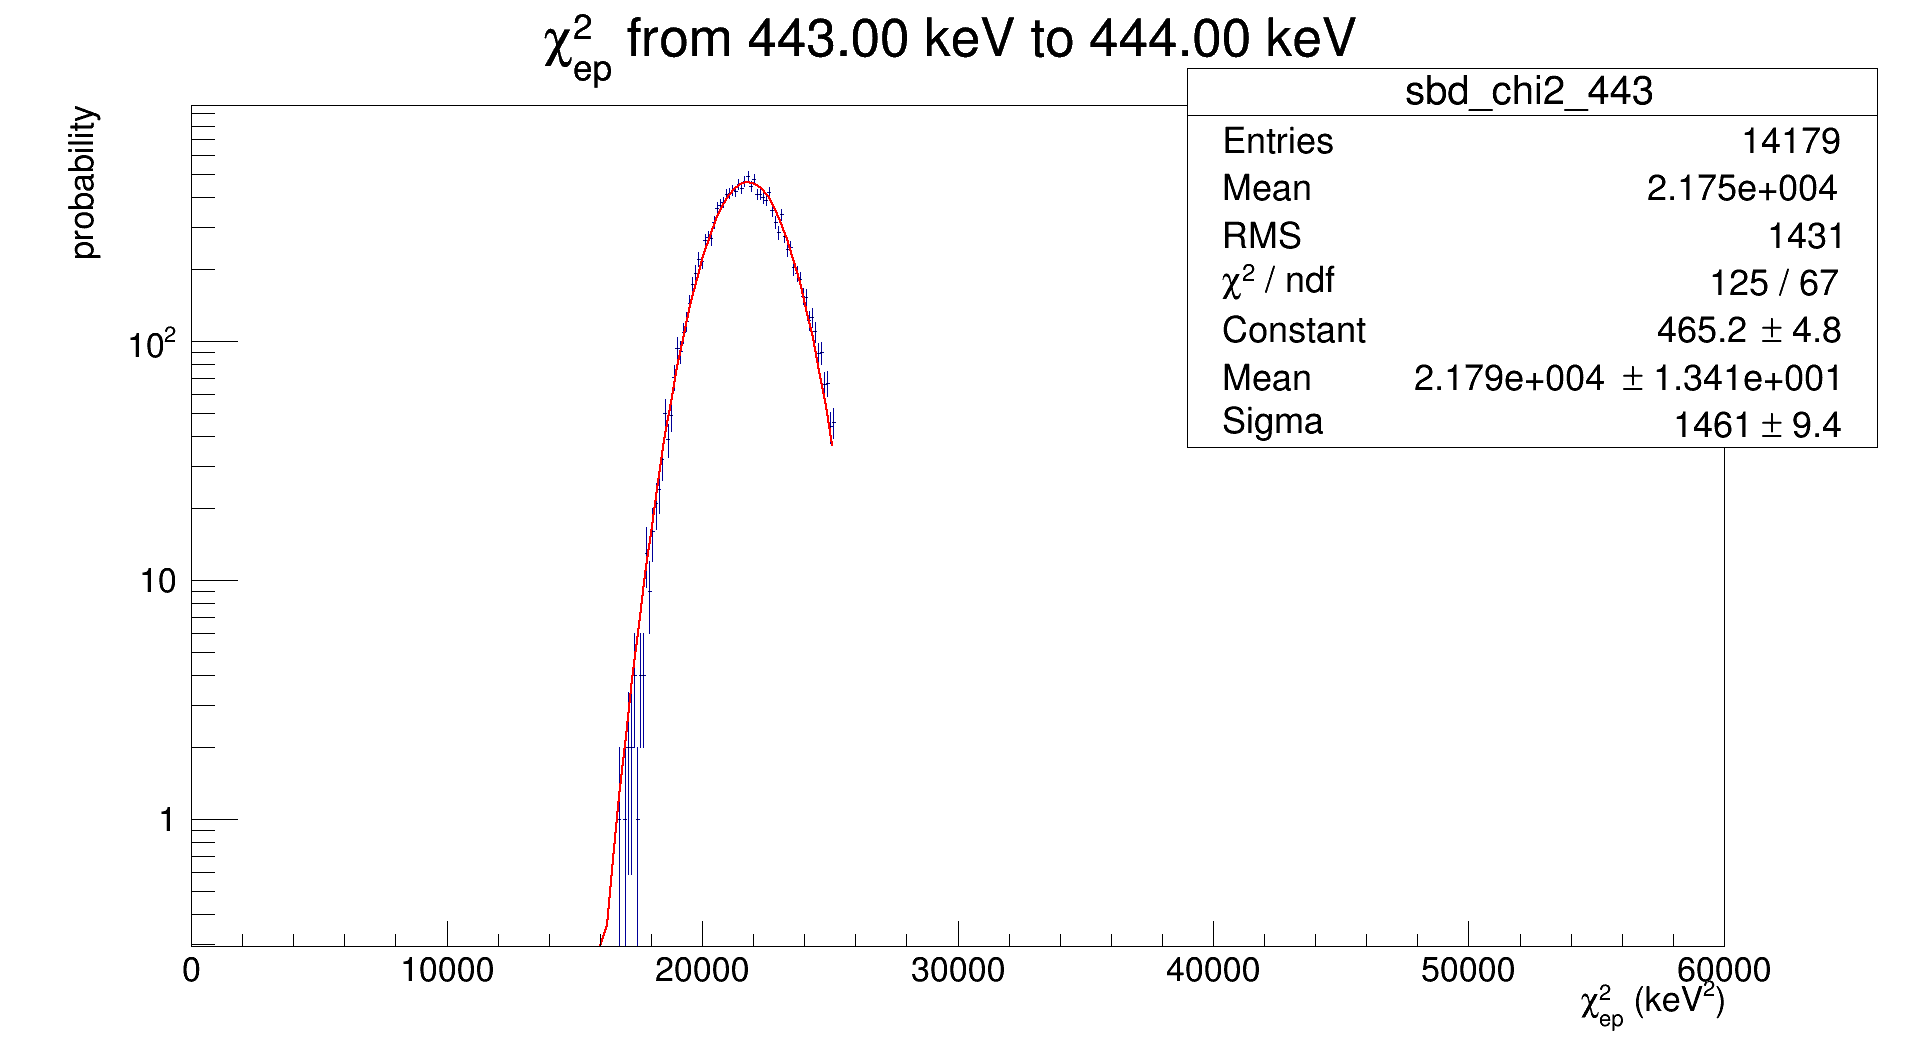 χ²ep from 443.00 keV to 444.00 keV
probability
sbd_chi2_443
Entries 14179
Mean 2.175e+004
RMS 1431
χ² / ndf 125 / 67
Constant 465.2 ± 4.8
Mean 2.179e+004 ± 1.341e+001
Sigma 1461 ± 9.4
10²
10
1
0 10000 20000 30000 40000 50000 60000
χ²ep (keV²)